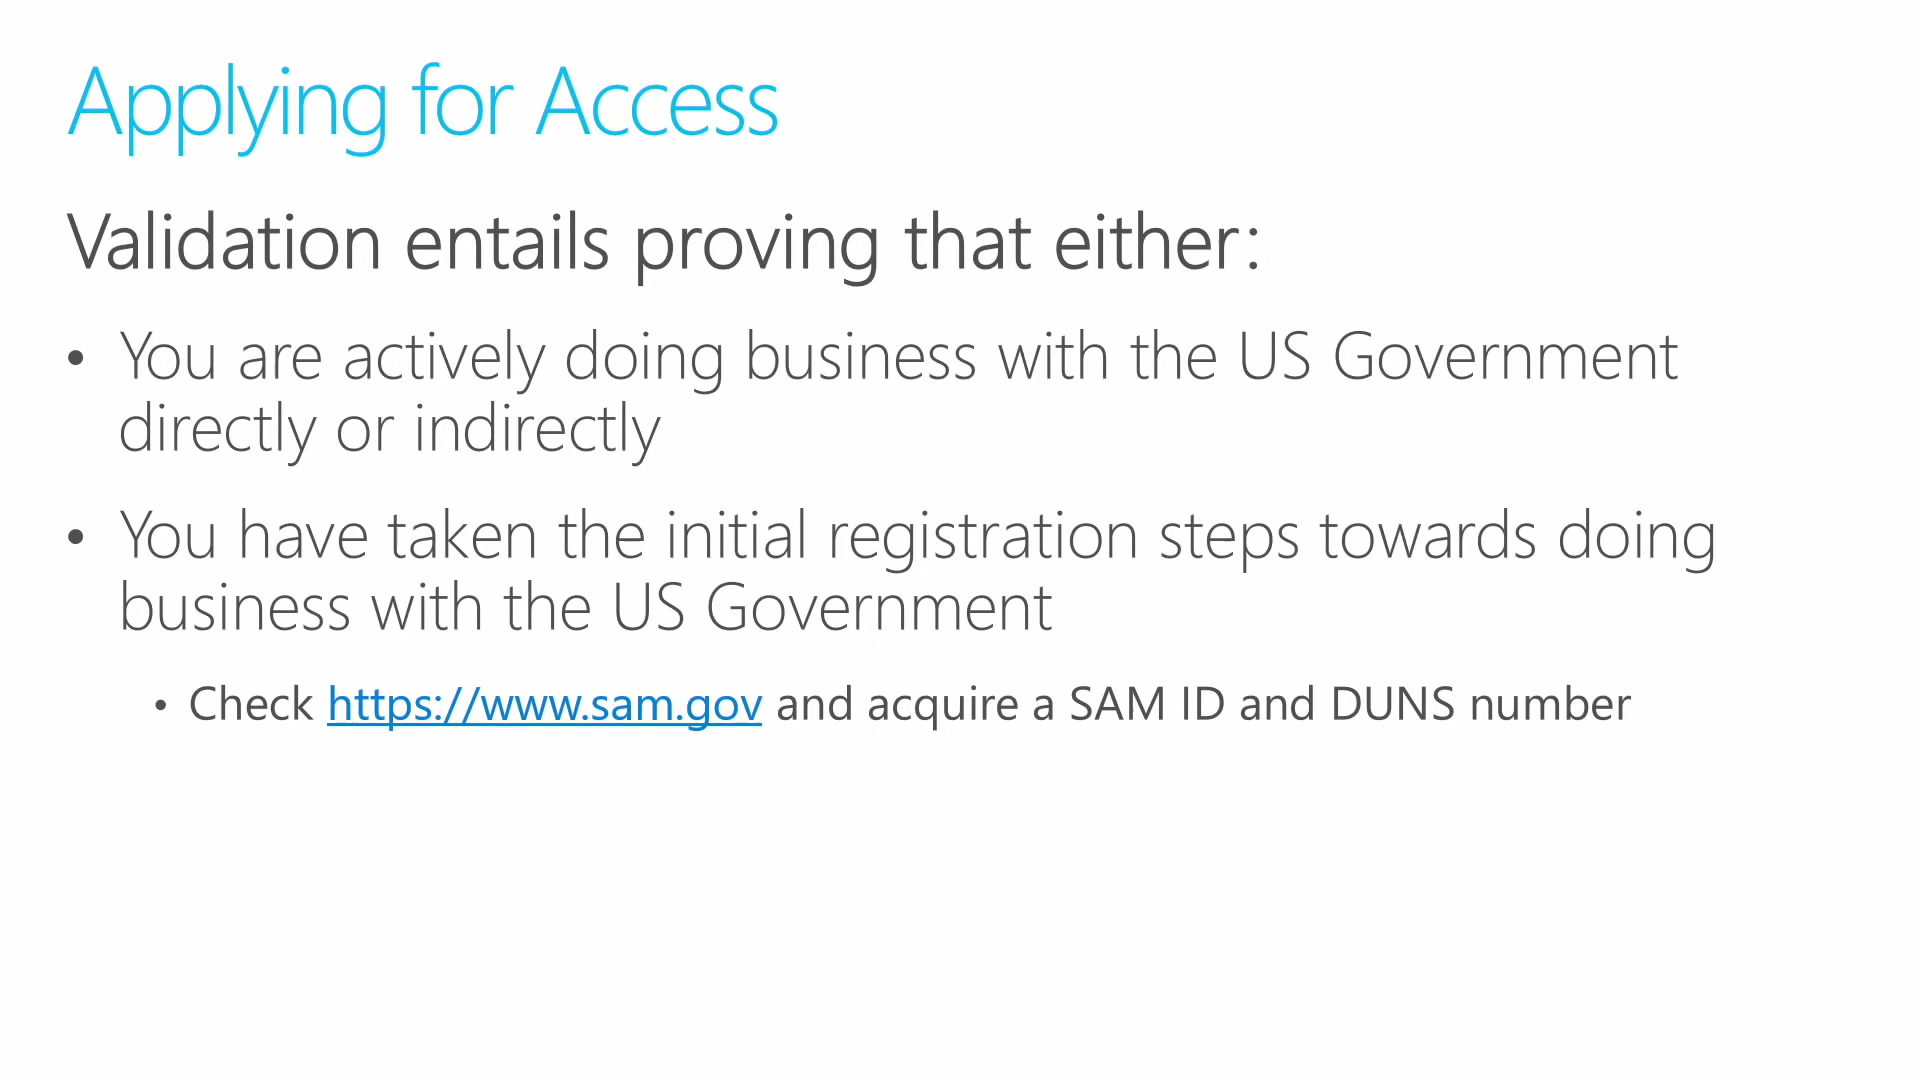 Applying for Access
Validation entails proving that either:
• You are actively doing business with the US Government
directly or indirectly
• You have taken the initial registration steps towards doing
business with the US Government
• Check https://www.sam.gov and acquire a SAM ID and DUNS number